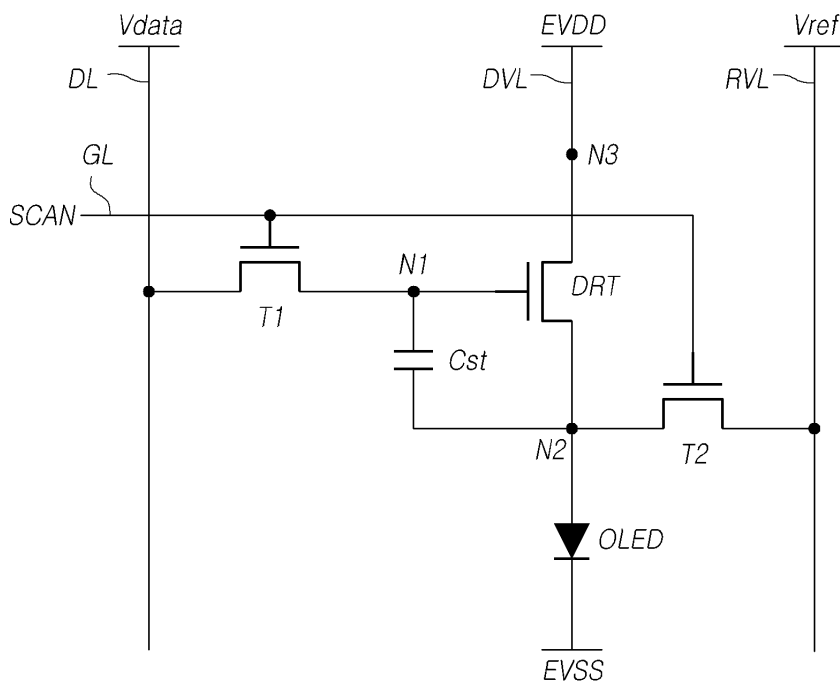 Vdata
EVDD
Vref
DL
DVL
RVL
GL
N3
SCAN
N1
DRT
T1
Cst
N2
T2
OLED
EVSS